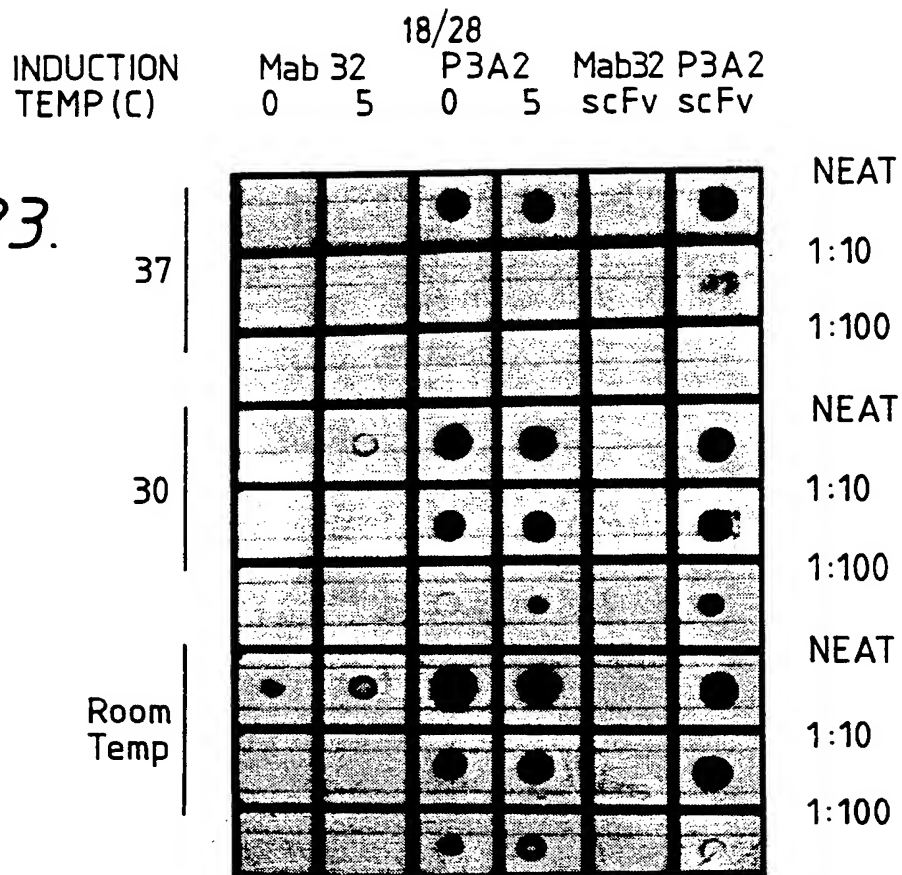 18/28
INDUCTION Mab 32 P3A2 Mab32 P3A2
TEMP (C) 0 5 0 5 scFv scFv
23.
NEAT
37 1:10
1:100
NEAT
30 1:10
1:100
NEAT
Room
Temp 1:10
1:100